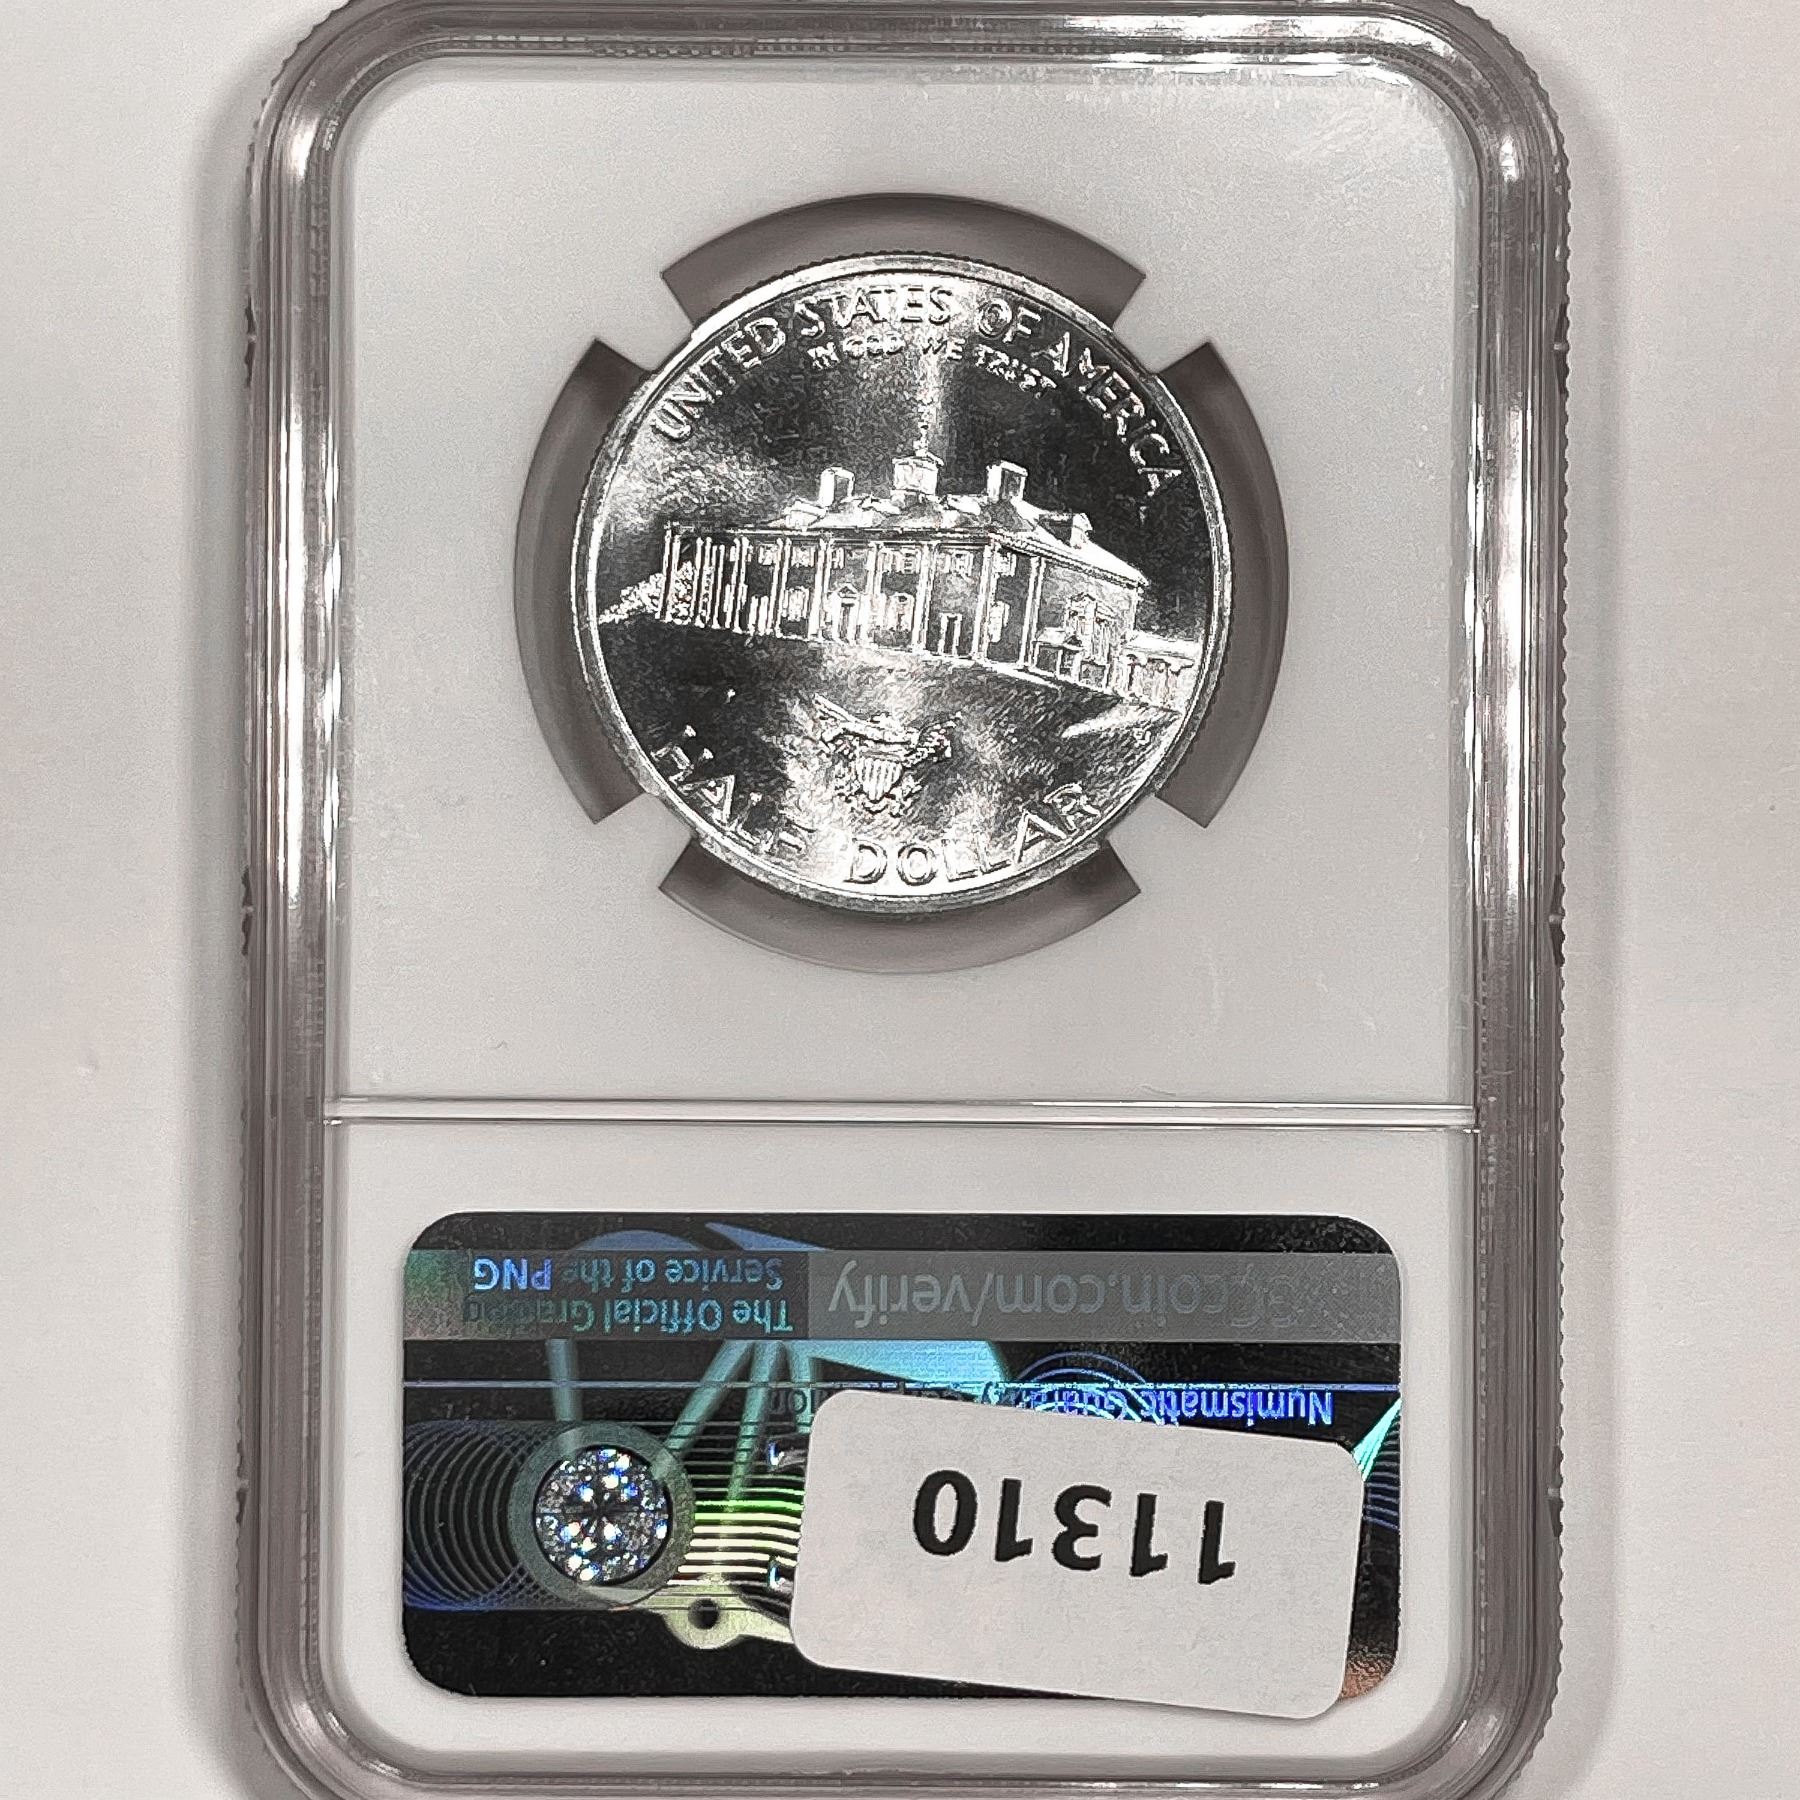 UNITED STATES OF AMERICA
IN GOD WE TRUST
HALF DOLLAR
The Official Grading
Service of the PNG
NGCcoin.com/verify
Numismatic Guaranty
11310